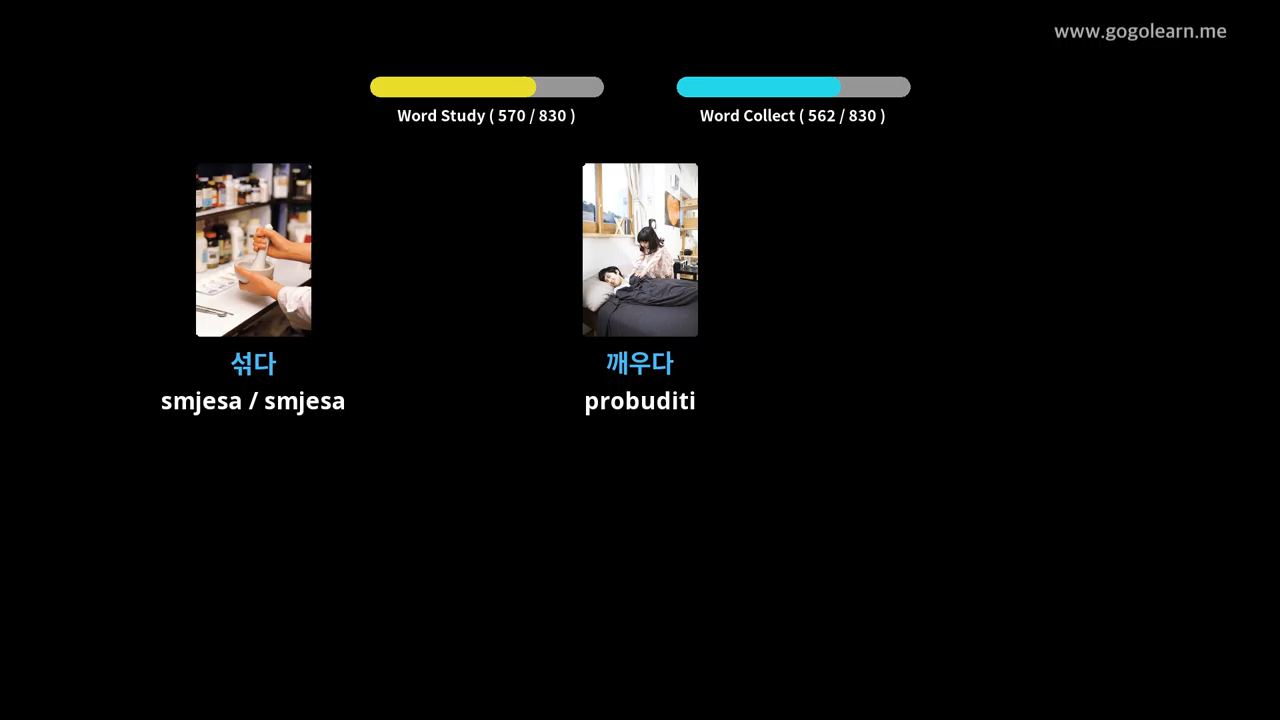 www.gogolearn.me
Word Study ( 570 / 830 )
Word Collect ( 562 / 830 )
섞다
smjesa / smjesa
깨우다
probuditi